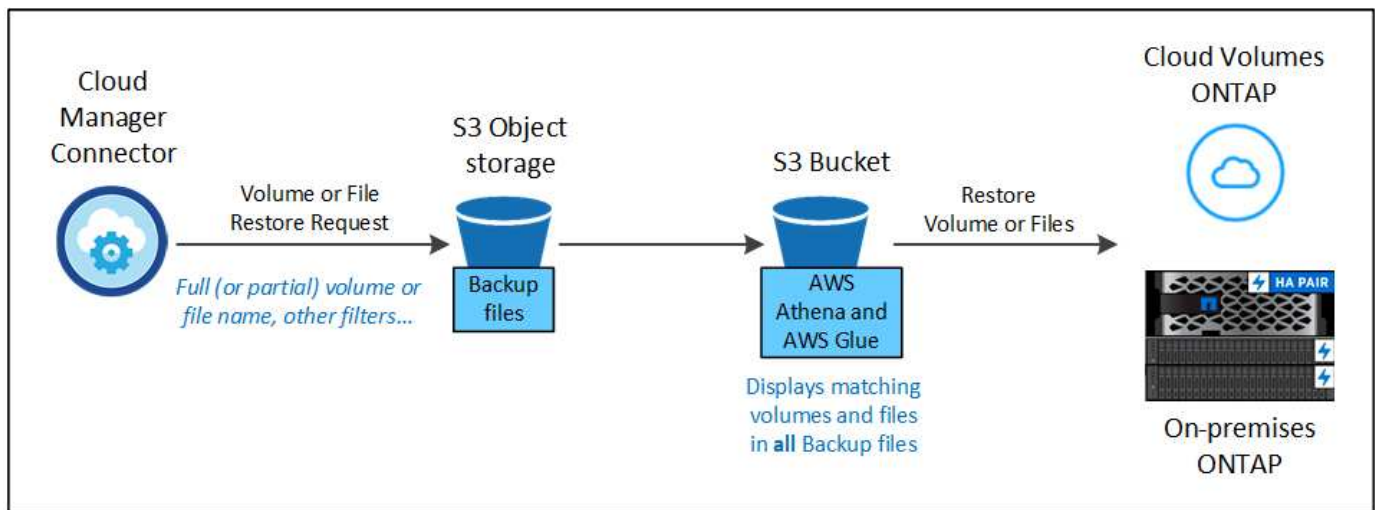 Cloud
Manager
Connector
Volume or File
Restore Request
Full (or partial) volume or
file name, other filters...
S3 Object
storage
Backup
files
S3 Bucket
AWS
Athena and
AWS Glue
Displays matching
volumes and files
in all Backup files
Restore
Volume or Files
Cloud Volumes
ONTAP
HA PAIR
On-premises
ONTAP